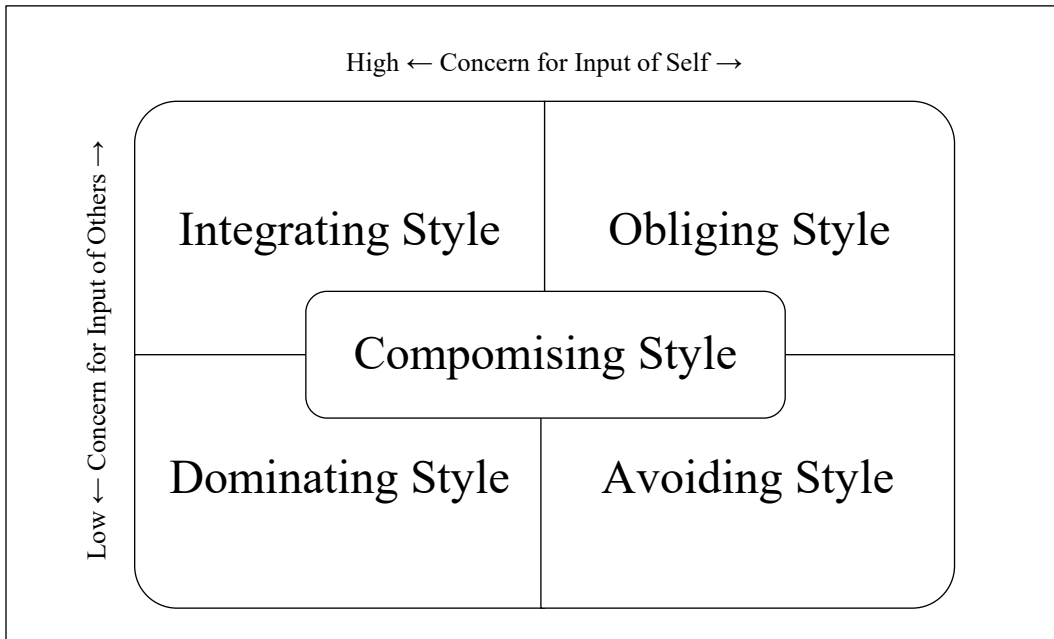 High ← Concern for Input of Self →
Low ← Concern for Input of Others →
Integrating Style
Obliging Style
Compomising Style
Dominating Style
Avoiding Style